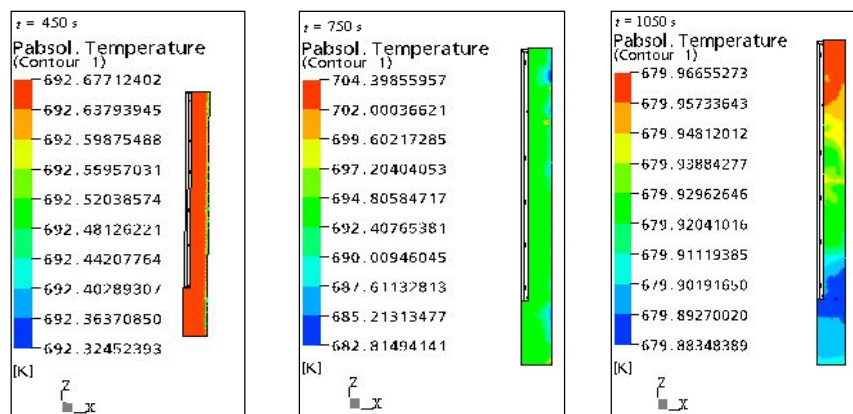 t = 450 s
Pabsol. Temperature
(Contour 1)
692.67712402
692.63793945
692.59875488
692.55957031
692.52038574
692.48126221
692.44207764
692.40289307
692.36370850
692.32452393
[K]
Z
X
t = 750 s
Pabsol. Temperature
(Contour 1)
704.39855957
702.00036621
699.60217285
697.20404053
694.80584717
692.40765381
690.00946045
687.61132813
685.21313477
682.81494141
[K]
Z
X
t = 1050 s
Pabsol. Temperature
(Contour 1)
679.96655273
679.95733643
679.94812012
679.93884277
679.92962646
679.92041016
679.91119385
679.90191650
679.89270020
679.88348389
[K]
Z
X